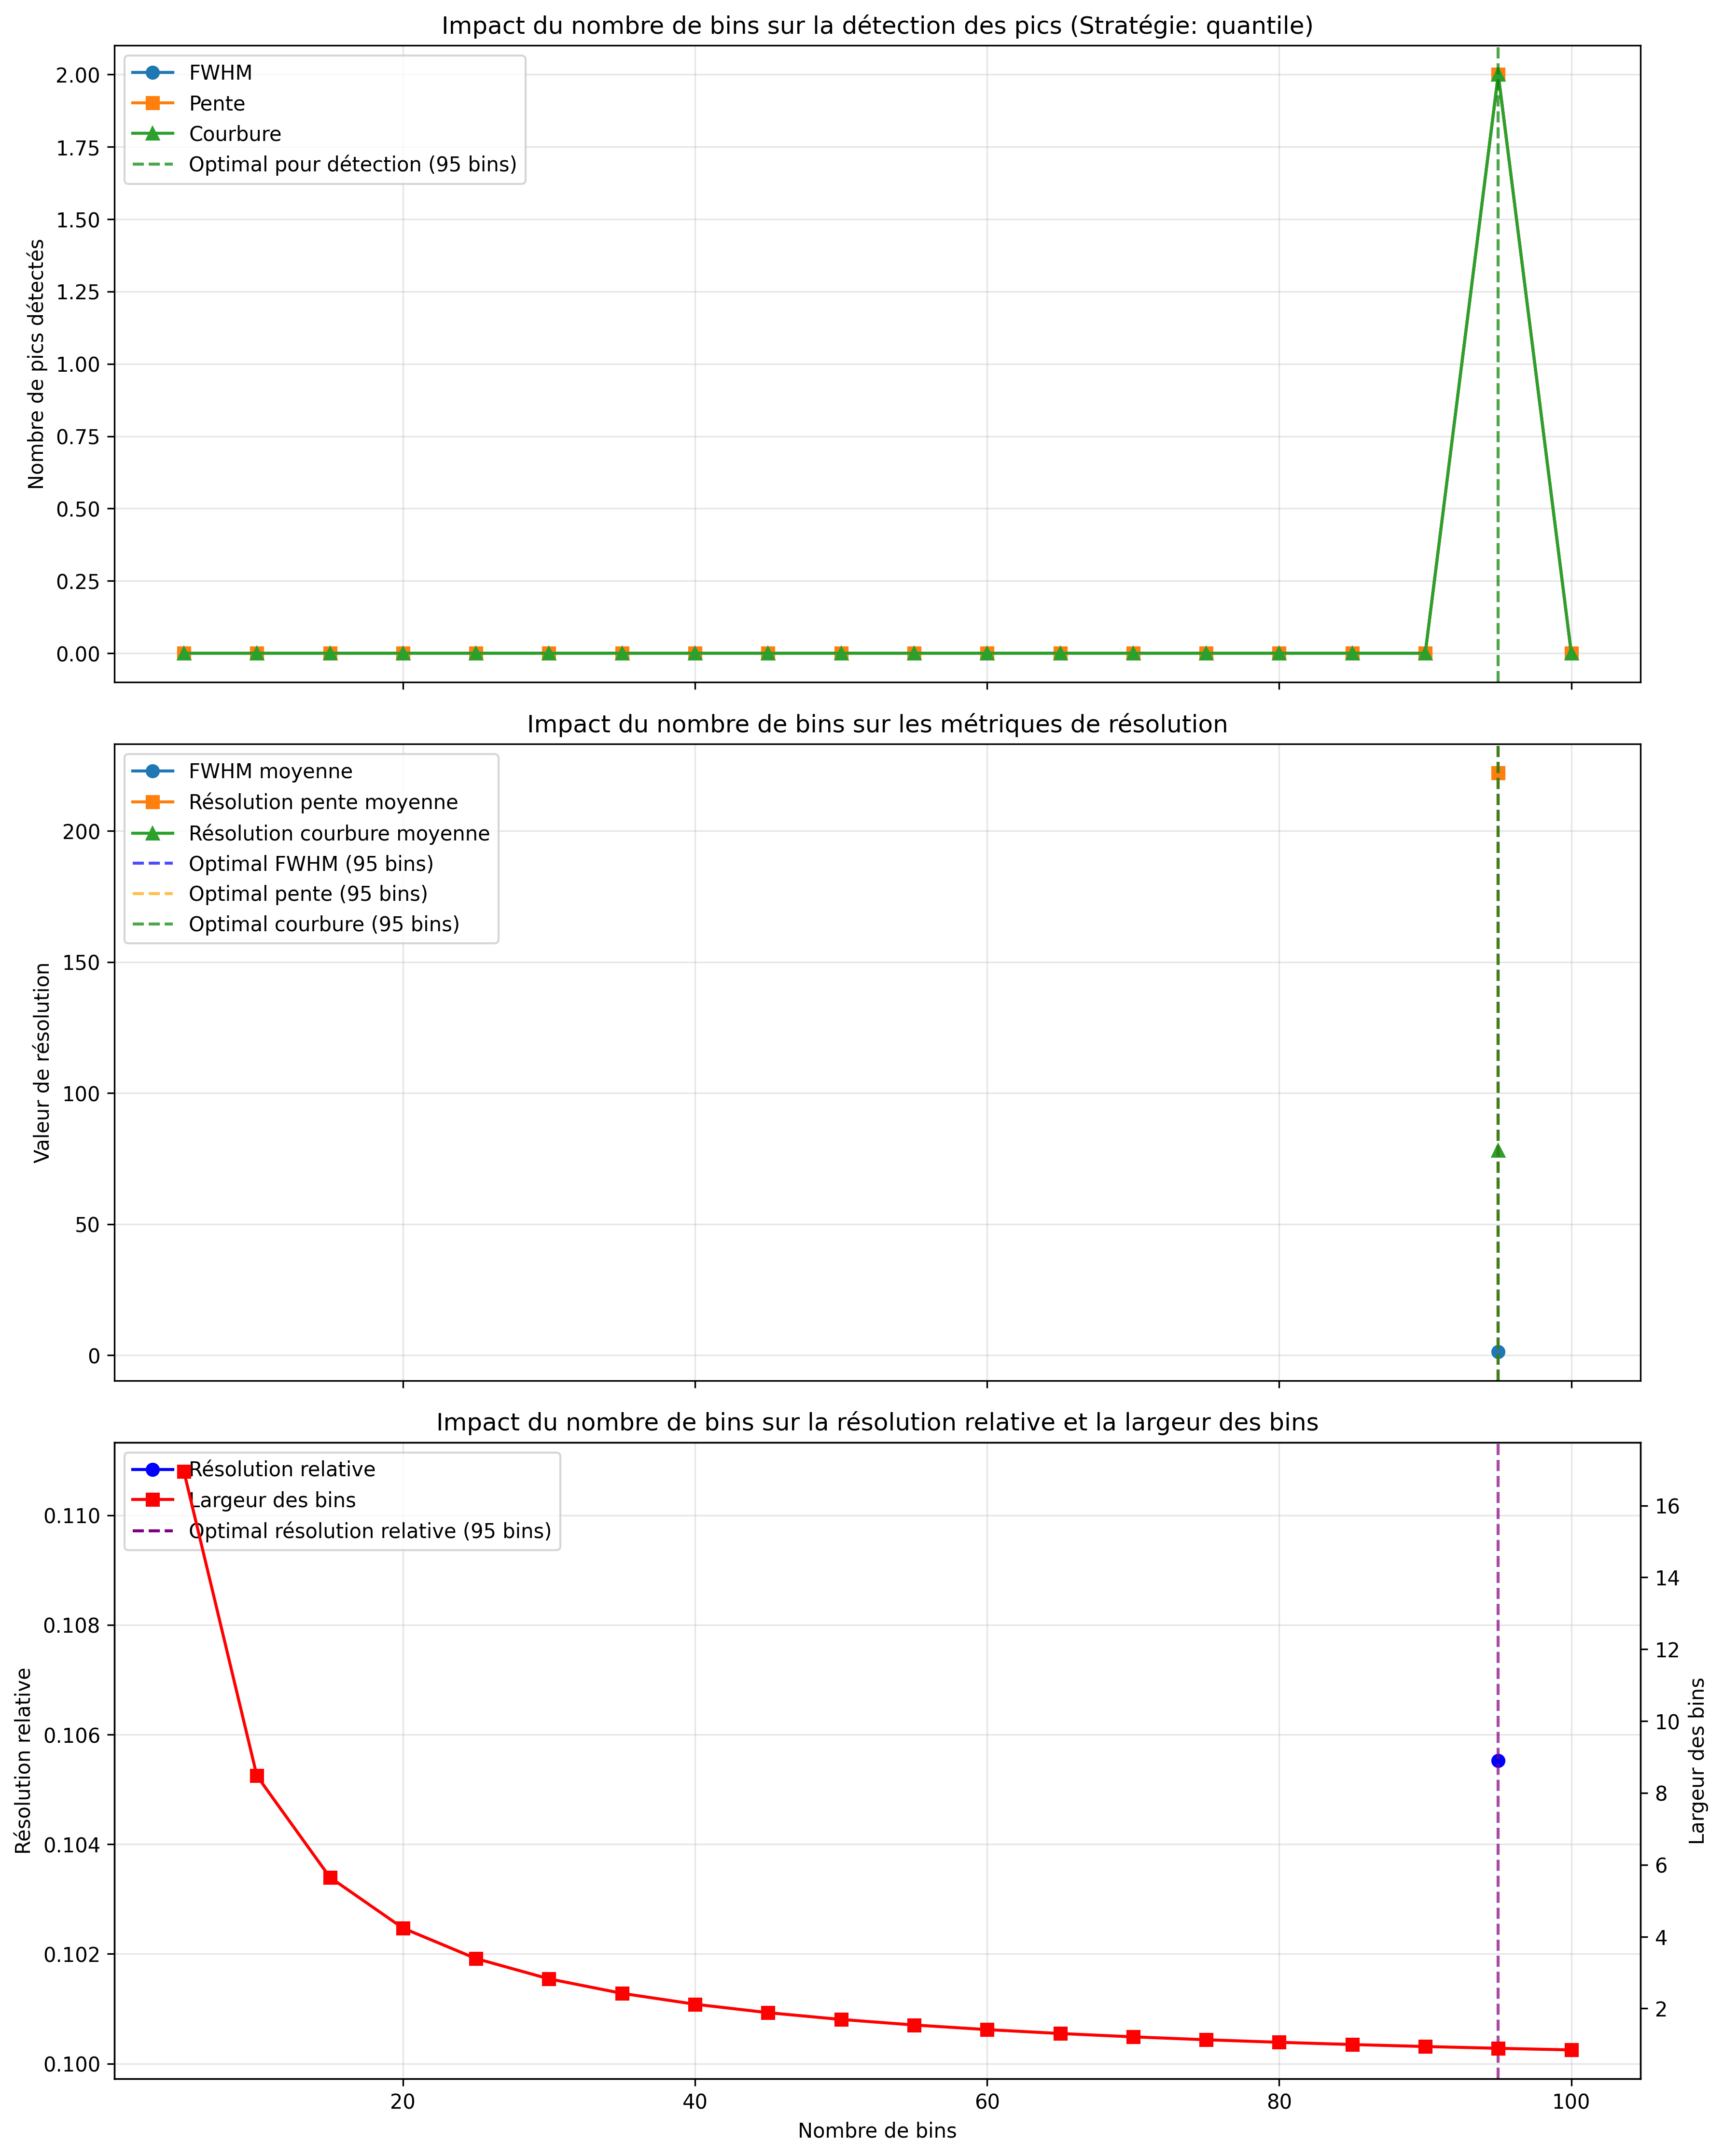 Impact du nombre de bins sur la détection des pics (Stratégie: quantile)
FWHM
Pente
Courbure
Optimal pour détection (95 bins)
Nombre de pics détectés
2.00
1.75
1.50
1.25
1.00
0.75
0.50
0.25
0.00
Impact du nombre de bins sur les métriques de résolution
FWHM moyenne
Résolution pente moyenne
Résolution courbure moyenne
Optimal FWHM (95 bins)
Optimal pente (95 bins)
Optimal courbure (95 bins)
Valeur de résolution
200
150
100
50
0
Impact du nombre de bins sur la résolution relative et la largeur des bins
Résolution relative
Largeur des bins
Optimal résolution relative (95 bins)
Résolution relative
0.110
0.108
0.106
0.104
0.102
0.100
16
14
12
10
8
6
4
2
Largeur des bins
20 40 60 80 100
Nombre de bins